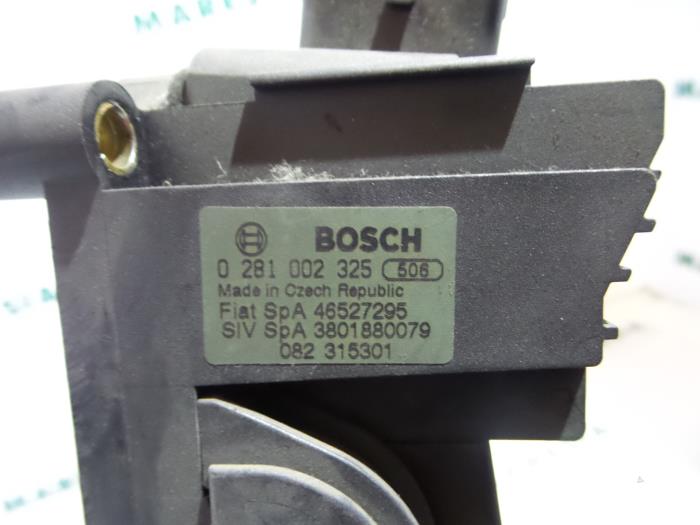 BOSCH
0 281 002 325 506
Made in Czech Republic
Fiat SpA 46527295
SIV SpA 3801880079
082 315301